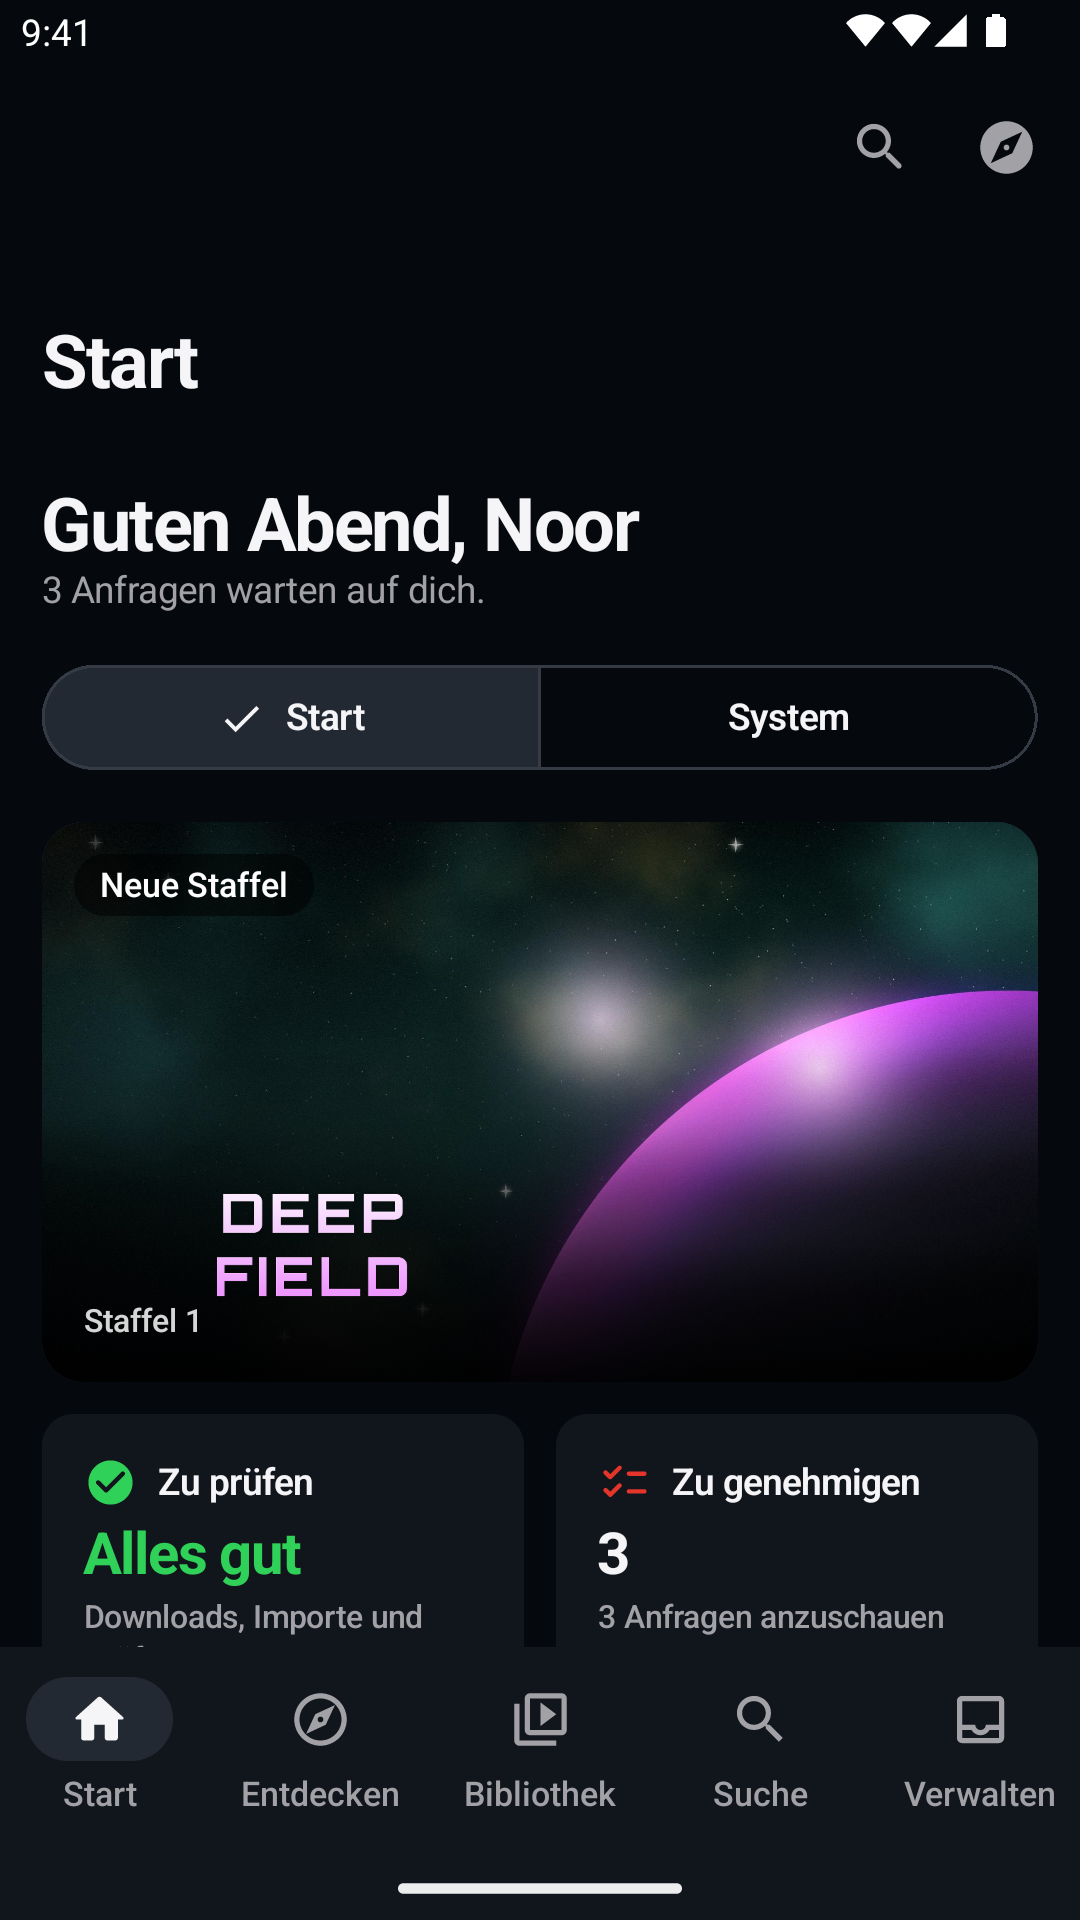 9:41
Start
Guten Abend, Noor
3 Anfragen warten auf dich.
Start
System
Neue Staffel
DEEP
FIELD
Staffel 1
Zu prüfen
Alles gut
Downloads, Importe und
Zu genehmigen
3
3 Anfragen anzuschauen
Start
Entdecken
Bibliothek
Suche
Verwalten